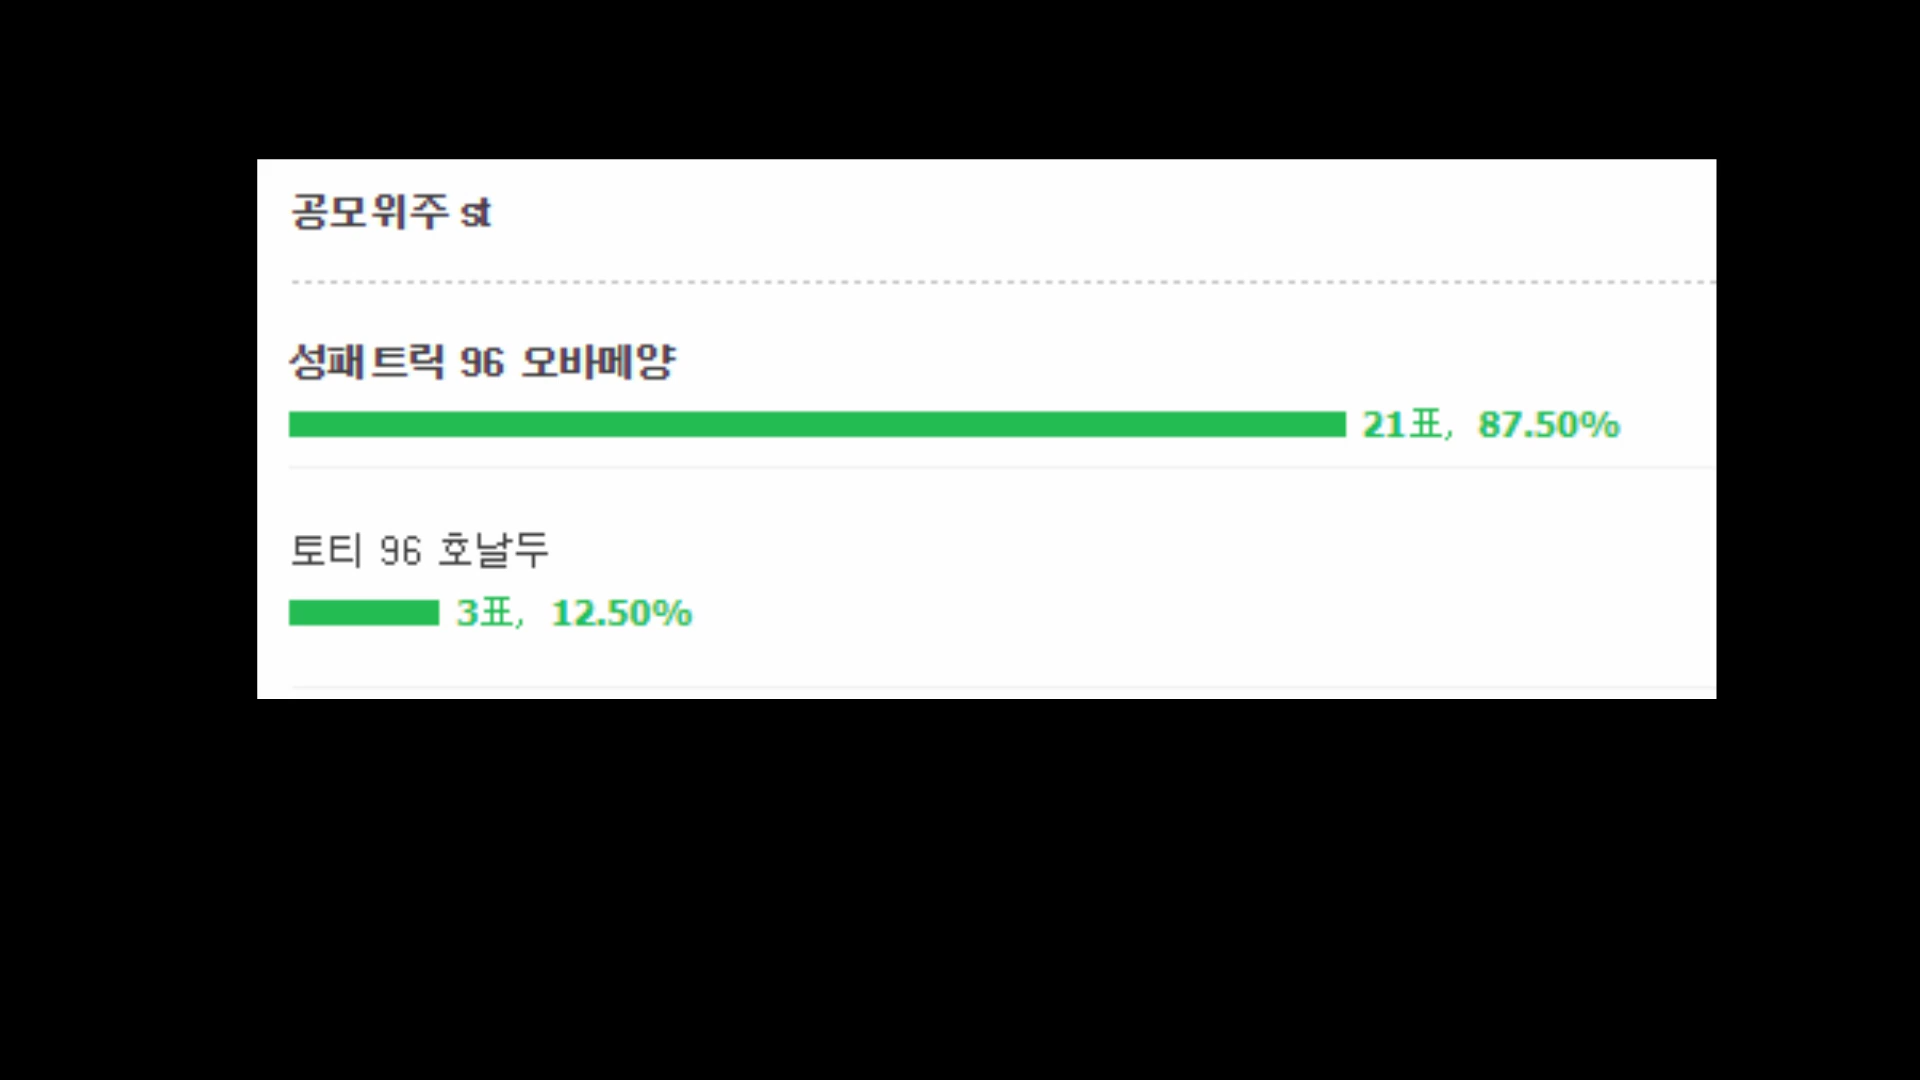 공모위주 st
성패트릭 96 오바메양
21표, 87.50%
토티 96 호날두
3표, 12.50%